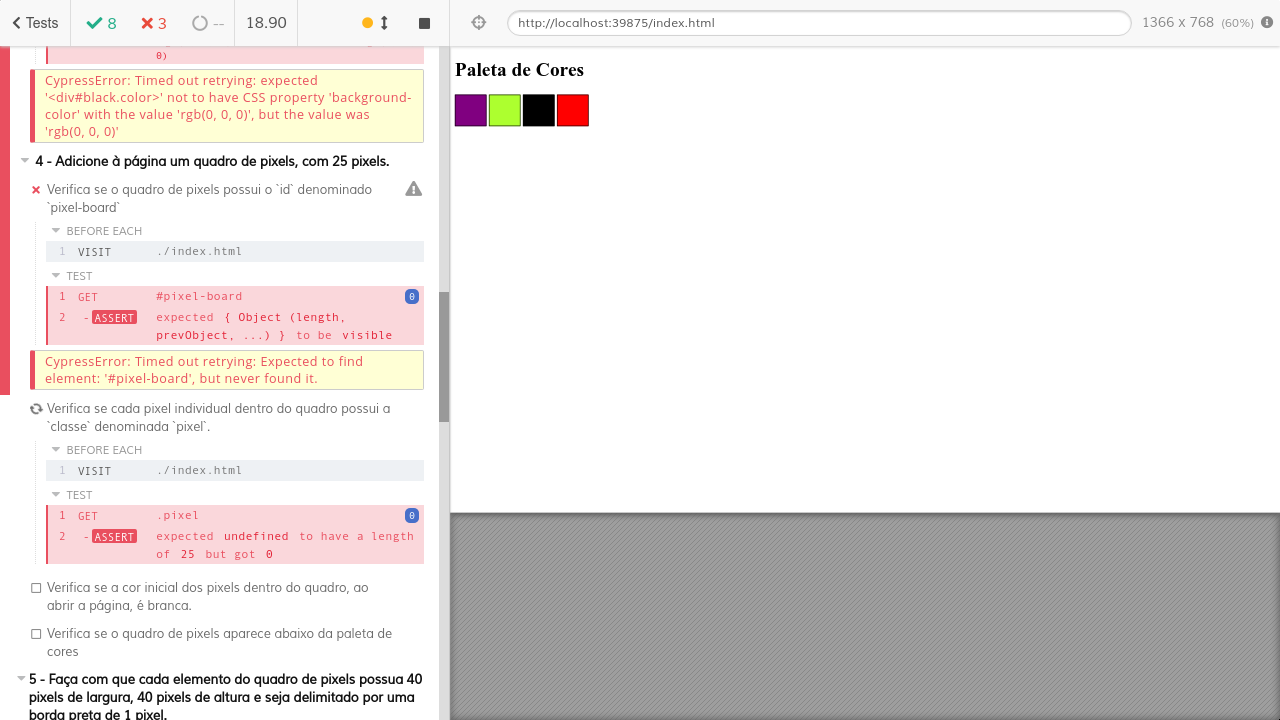 Tests
8
3
--
18.90
http://localhost:39875/index.html
1366 x 768 (60%)
0)
CypressError: Timed out retrying: expected
'<div#black.color>' not to have CSS property 'background-
color' with the value 'rgb(0, 0, 0)', but the value was
'rgb(0, 0, 0)'
4 - Adicione à página um quadro de pixels, com 25 pixels.
Verifica se o quadro de pixels possui o `id` denominado
`pixel-board`
BEFORE EACH
1 VISIT ./index.html
TEST
1 GET #pixel-board 0
2 -ASSERT expected { Object (length,
prevObject, ...) } to be visible
CypressError: Timed out retrying: Expected to find
element: '#pixel-board', but never found it.
Verifica se cada pixel individual dentro do quadro possui a
`classe` denominada `pixel`.
BEFORE EACH
1 VISIT ./index.html
TEST
1 GET .pixel 0
2 -ASSERT expected undefined to have a length
of 25 but got 0
Verifica se a cor inicial dos pixels dentro do quadro, ao
abrir a página, é branca.
Verifica se o quadro de pixels aparece abaixo da paleta de
cores
5 - Faça com que cada elemento do quadro de pixels possua 40
pixels de largura, 40 pixels de altura e seja delimitado por uma
borda preta de 1 pixel.
Paleta de Cores